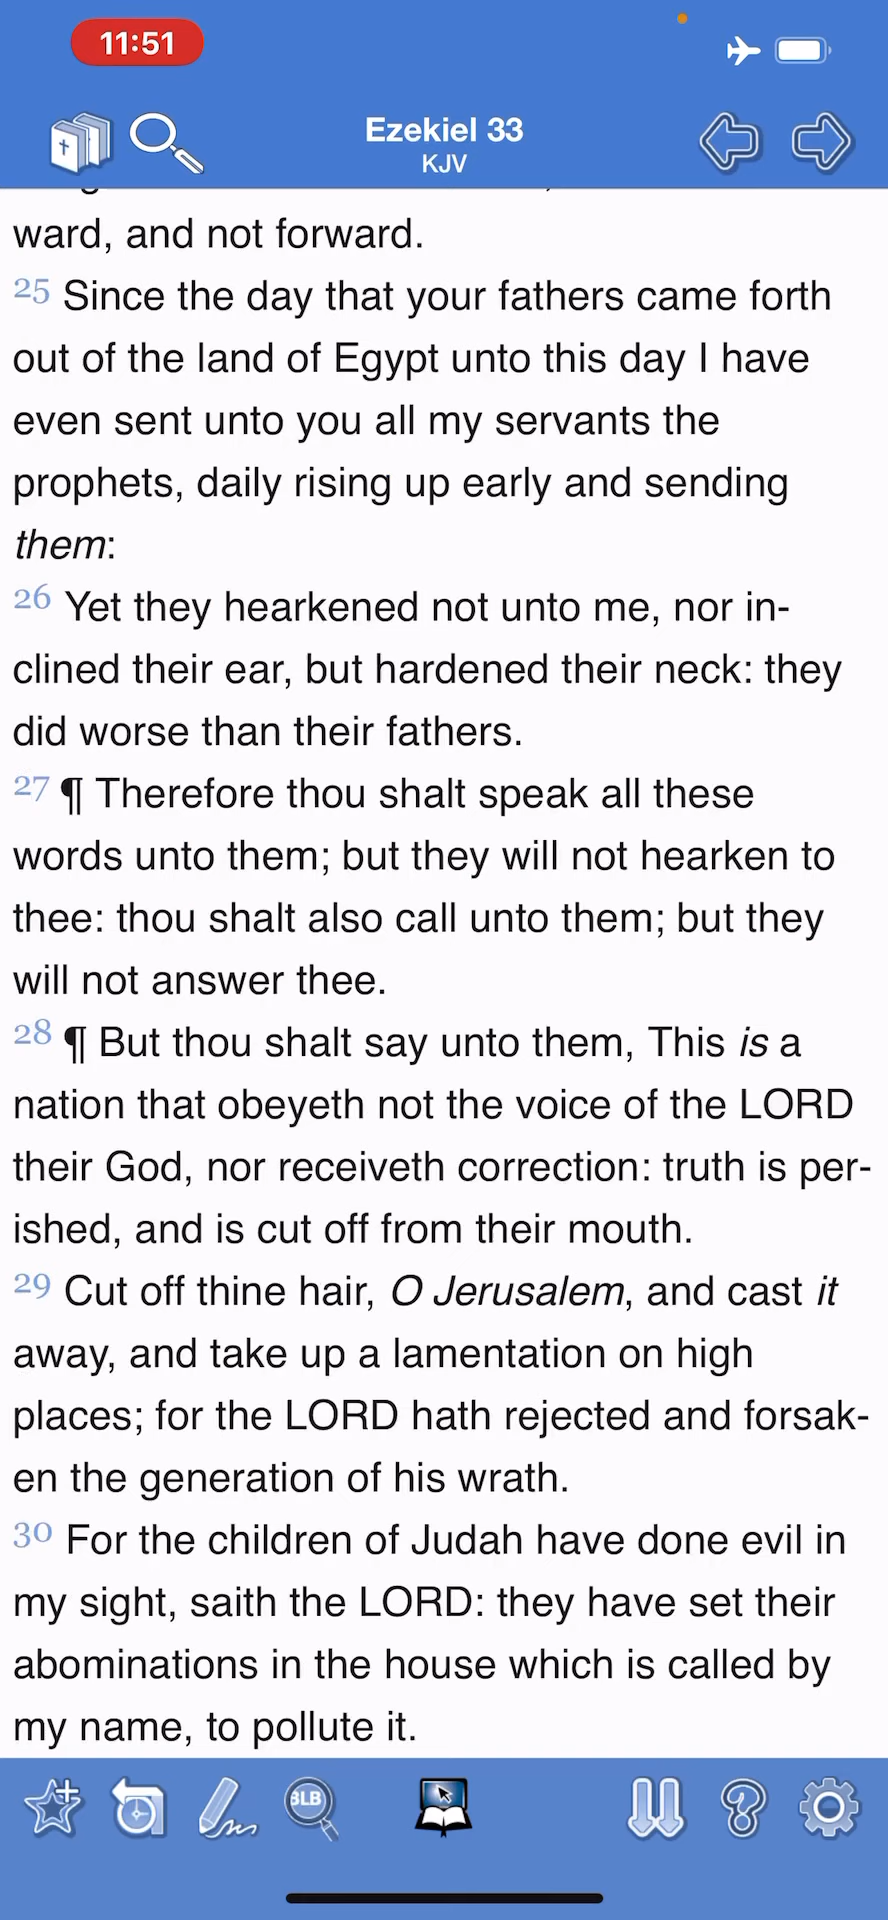 11:51
Ezekiel 33
KJV
ward, and not forward.
25 Since the day that your fathers came forth
out of the land of Egypt unto this day I have
even sent unto you all my servants the
prophets, daily rising up early and sending
them:
26 Yet they hearkened not unto me, nor in-
clined their ear, but hardened their neck: they
did worse than their fathers.
27 ¶ Therefore thou shalt speak all these
words unto them; but they will not hearken to
thee: thou shalt also call unto them; but they
will not answer thee.
28 ¶ But thou shalt say unto them, This is a
nation that obeyeth not the voice of the LORD
their God, nor receiveth correction: truth is per-
ished, and is cut off from their mouth.
29 Cut off thine hair, O Jerusalem, and cast it
away, and take up a lamentation on high
places; for the LORD hath rejected and forsak-
en the generation of his wrath.
30 For the children of Judah have done evil in
my sight, saith the LORD: they have set their
abominations in the house which is called by
my name, to pollute it.
BLB